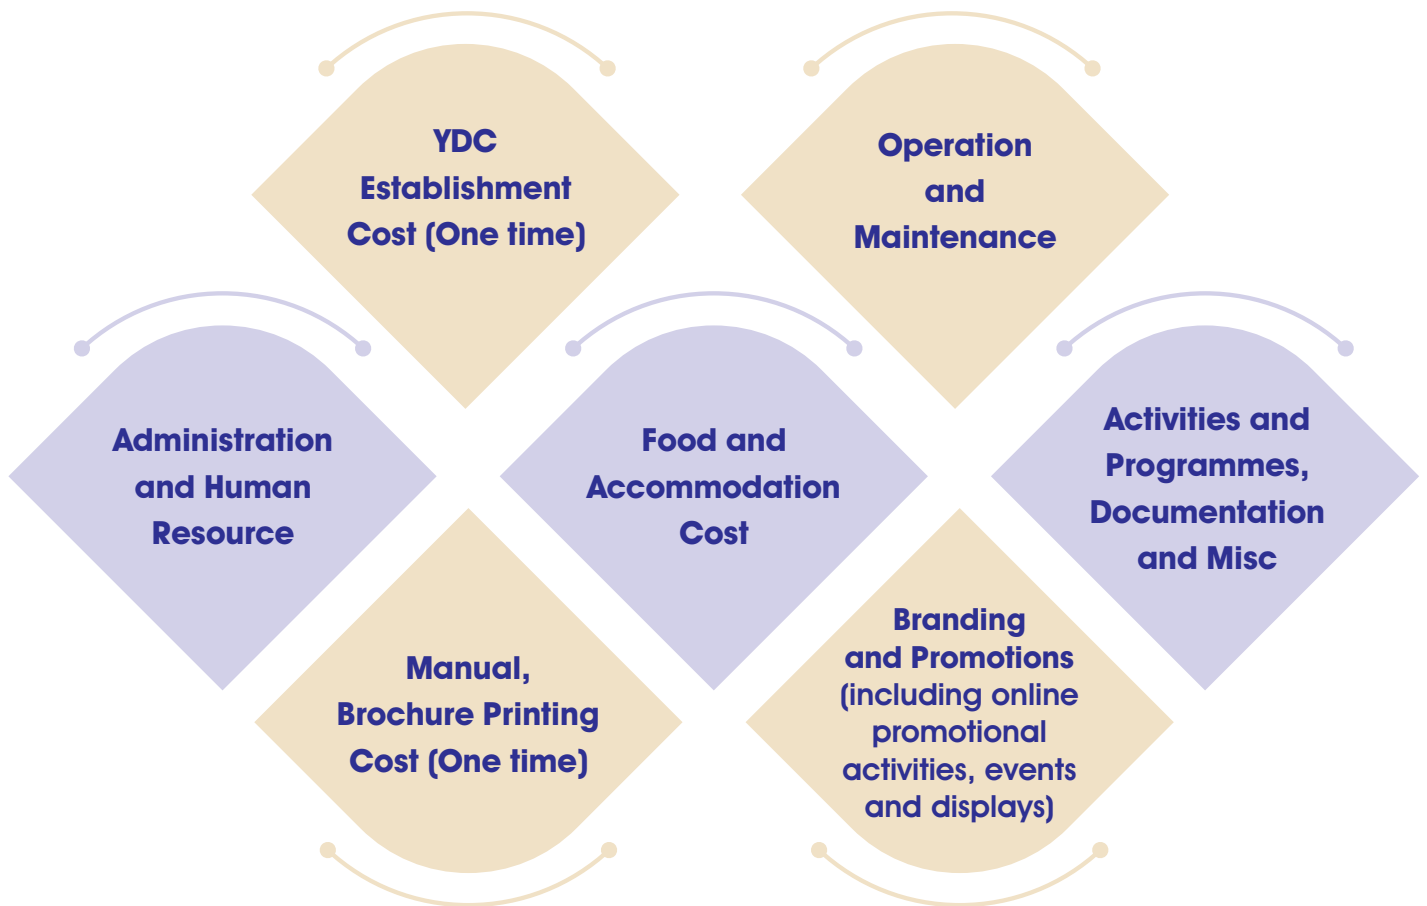 YDC
Establishment
Cost (One time)
Operation
and
Maintenance
Administration
and Human
Resource
Food and
Accommodation
Cost
Activities and
Programmes,
Documentation
and Misc
Manual,
Brochure Printing
Cost (One time)
Branding
and Promotions
(including online
promotional
activities, events
and displays)